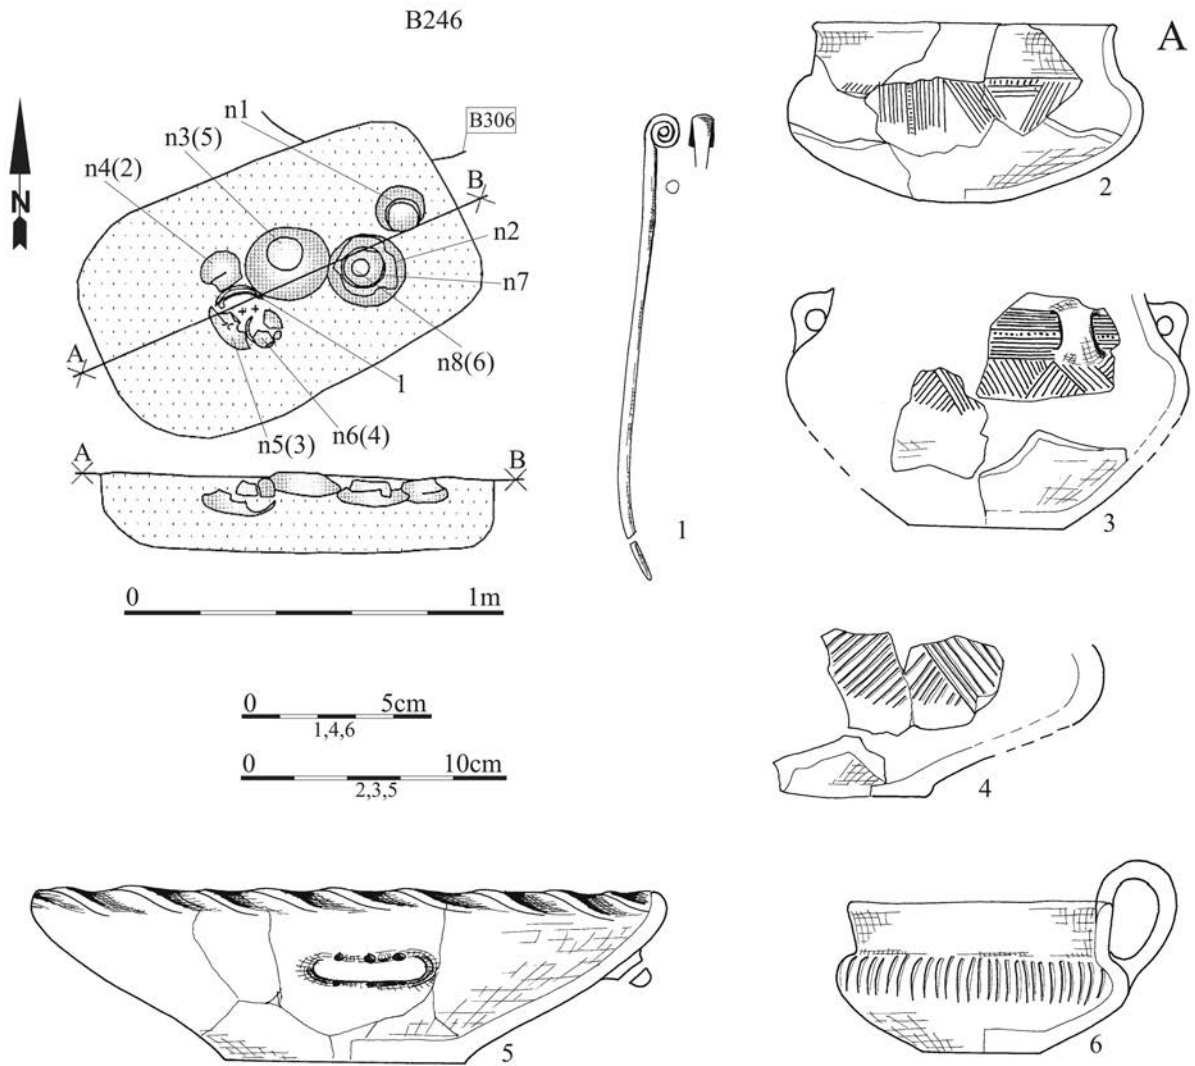 B246
A
n1
n3(5)
n4(2)
B306
B
N
n2
n7
n8(6)
1
A
n5(3)
n6(4)
A
B
0 1m
0 5cm
1,4,6
0 10cm
2,3,5
1
2
3
4
5
6